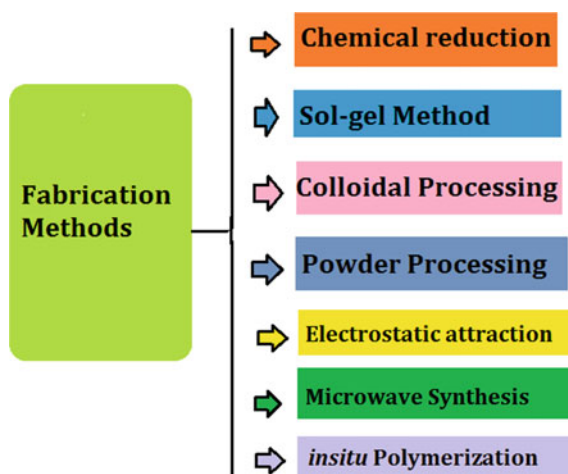 Fabrication
Methods
Chemical reduction
Sol-gel Method
Colloidal Processing
Powder Processing
Electrostatic attraction
Microwave Synthesis
insitu Polymerization